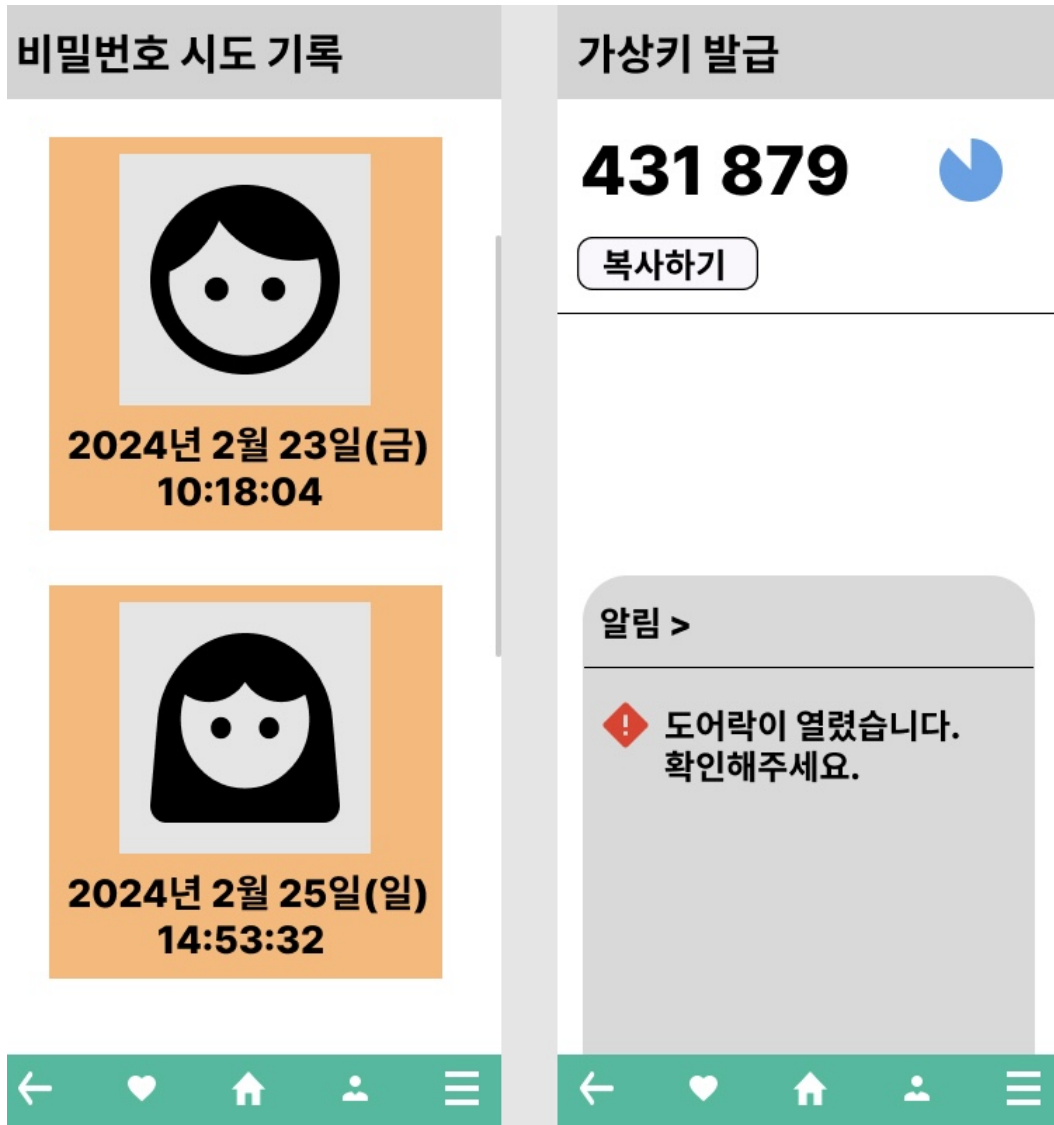 비밀번호 시도 기록
2024년 2월 23일(금)
10:18:04
2024년 2월 25일(일)
14:53:32
가상키 발급
431 879
복사하기
알림 >
도어락이 열렸습니다.
확인해주세요.